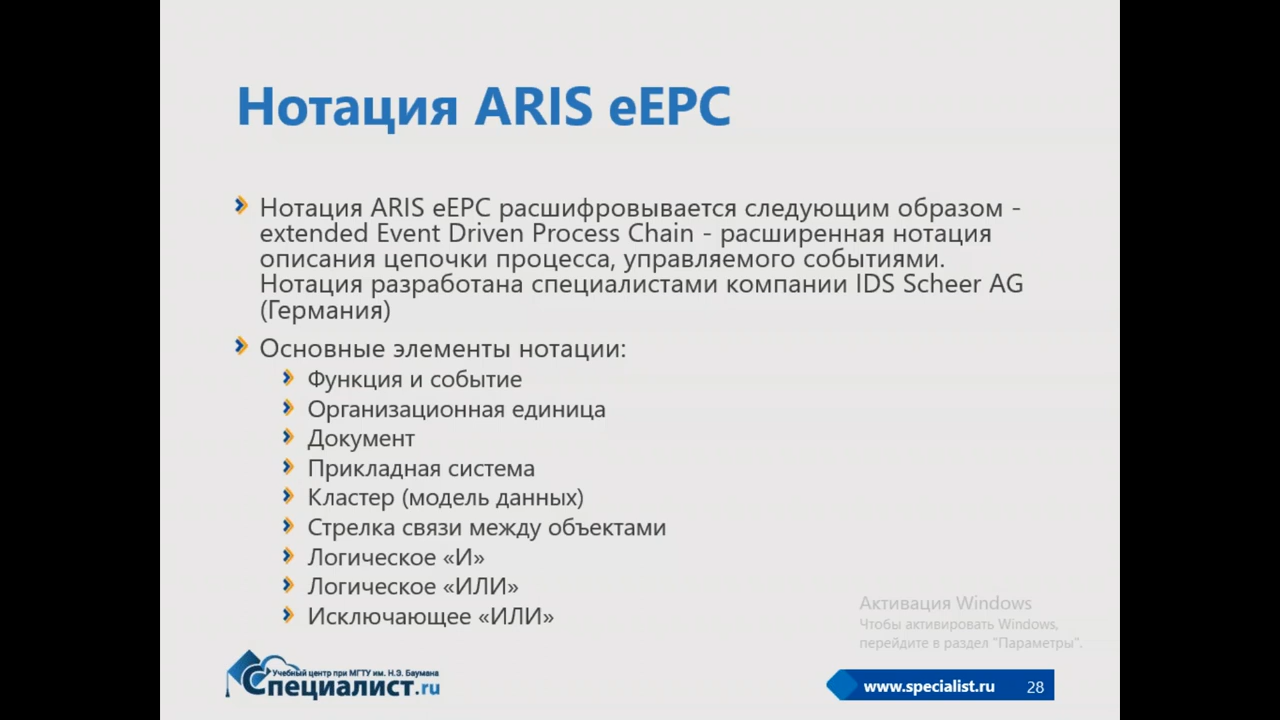 Нотация ARIS eEPC
Нотация ARIS eEPC расшифровывается следующим образом -
extended Event Driven Process Chain - расширенная нотация
описания цепочки процесса, управляемого событиями.
Нотация разработана специалистами компании IDS Scheer AG
(Германия)
Основные элементы нотации:
Функция и событие
Организационная единица
Документ
Прикладная система
Кластер (модель данных)
Стрелка связи между объектами
Логическое «И»
Логическое «ИЛИ»
Исключающее «ИЛИ»
Активация Windows
Чтобы активировать Windows,
перейдите в раздел "Параметры".
Учебный центр при МГТУ им. Н.Э. Баумана
Специалист.ru
www.specialist.ru 28